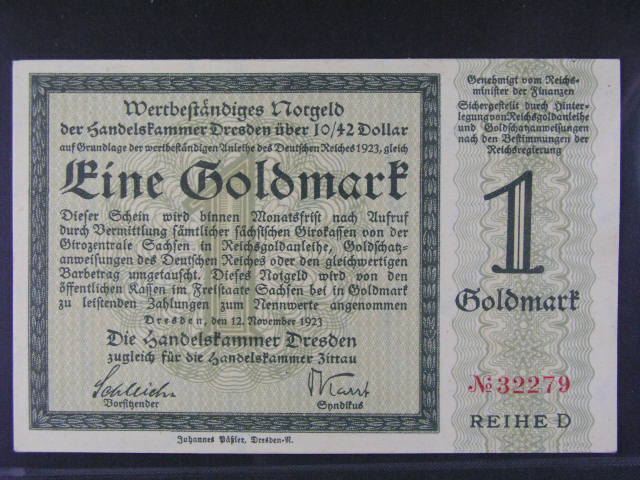 Wertbeständiges Notgeld
der Handelskammer Dresden über 10/42 Dollar
auf Grundlage der wertbeständigen Anleihe des Deutschen Reiches 1923, gleich
Eine Goldmark
Dieser Schein wird binnen Monatsfrist nach Aufruf
durch Vermittlung sämtlicher sächsischen Girokassen von der
Girozentrale Sachsen in Reichsgoldanleihe, Goldschatz-
anweisungen des Deutschen Reiches oder den gleichwertigen
Barbetrag umgetauscht. Dieses Notgeld wird von den
öffentlichen Kassen im Freistaate Sachsen bei in Goldmark
zu leistenden Zahlungen zum Nennwerte angenommen
Dresden, den 12. November 1923
Die Handelskammer Dresden
zugleich für die Handelskammer Zittau
Vorsitzender
Syndikus
Johannes Päßler, Dresden-N.
Genehmigt vom Reichs-
minister der Finanzen
Sichergestellt durch Hinter-
legung von Reichsgoldanleihe
und Goldschatzanweisungen
nach den Bestimmungen der
Reichsregierung
1
Goldmark
№ 32279
REIHE D